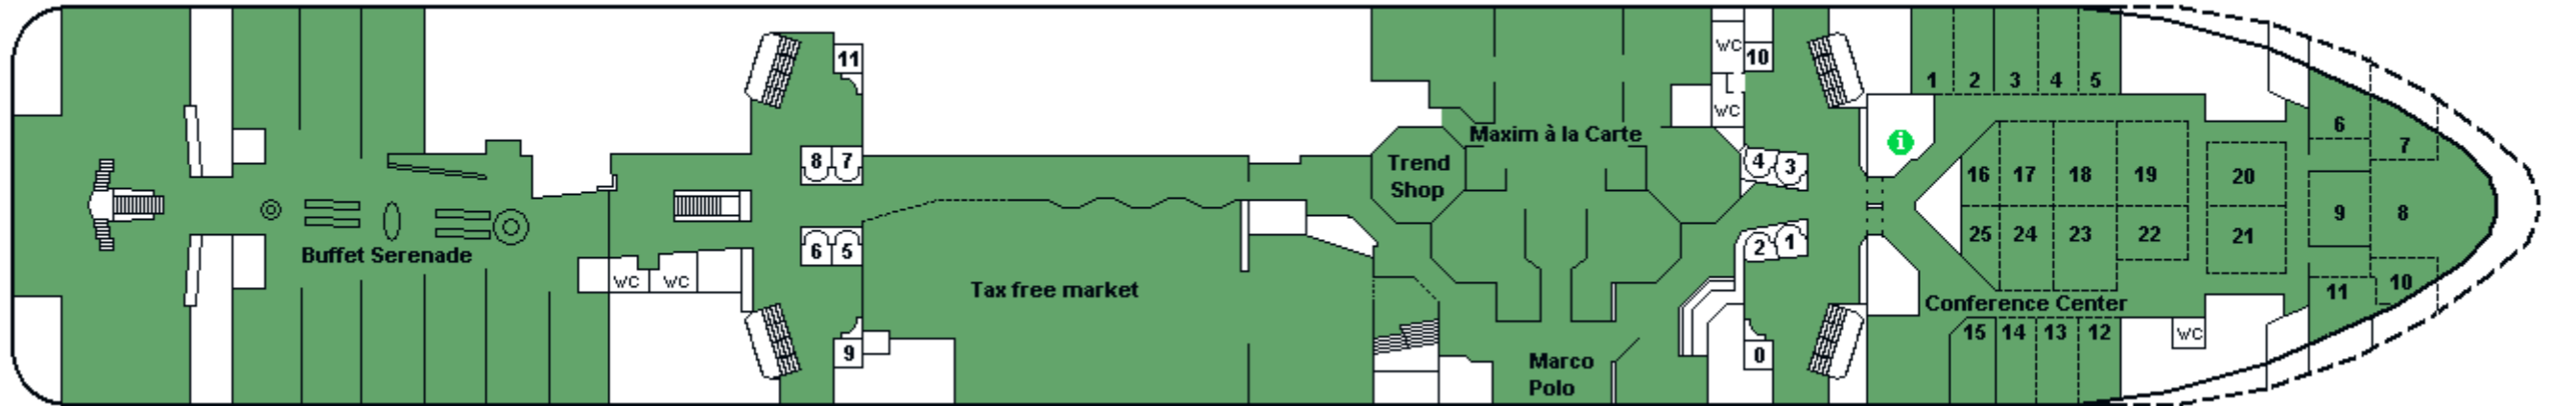 11
8 7
6 5
9
Buffet Serenade
WC WC
Tax free market
Trend
Shop
Maxim à la Carte
Marco
Polo
WC
WC
10
4 3
2 1
0
i
1 2 3 4 5
16 17 18 19
25 24 23 22
20
21
6
7
9 8
10
11
Conference Center
15 14 13 12
WC